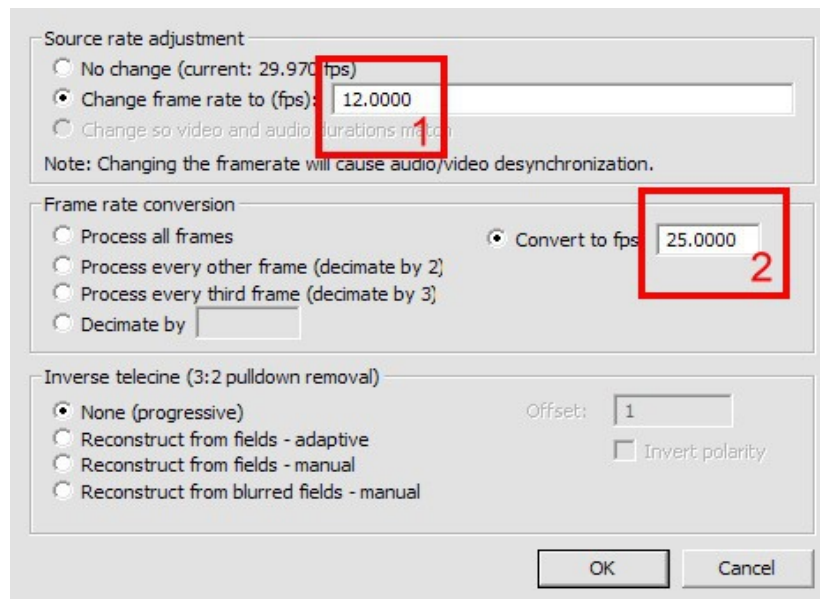 Source rate adjustment
No change (current: 29.970 fps)
Change frame rate to (fps): 12.0000
Change so video and audio durations match
1
Note: Changing the framerate will cause audio/video desynchronization.
Frame rate conversion
Process all frames
Convert to fps 25.0000
2
Process every other frame (decimate by 2)
Process every third frame (decimate by 3)
Decimate by
Inverse telecine (3:2 pulldown removal)
None (progressive)
Offset: 1
Reconstruct from fields - adaptive
Invert polarity
Reconstruct from fields - manual
Reconstruct from blurred fields - manual
OK
Cancel